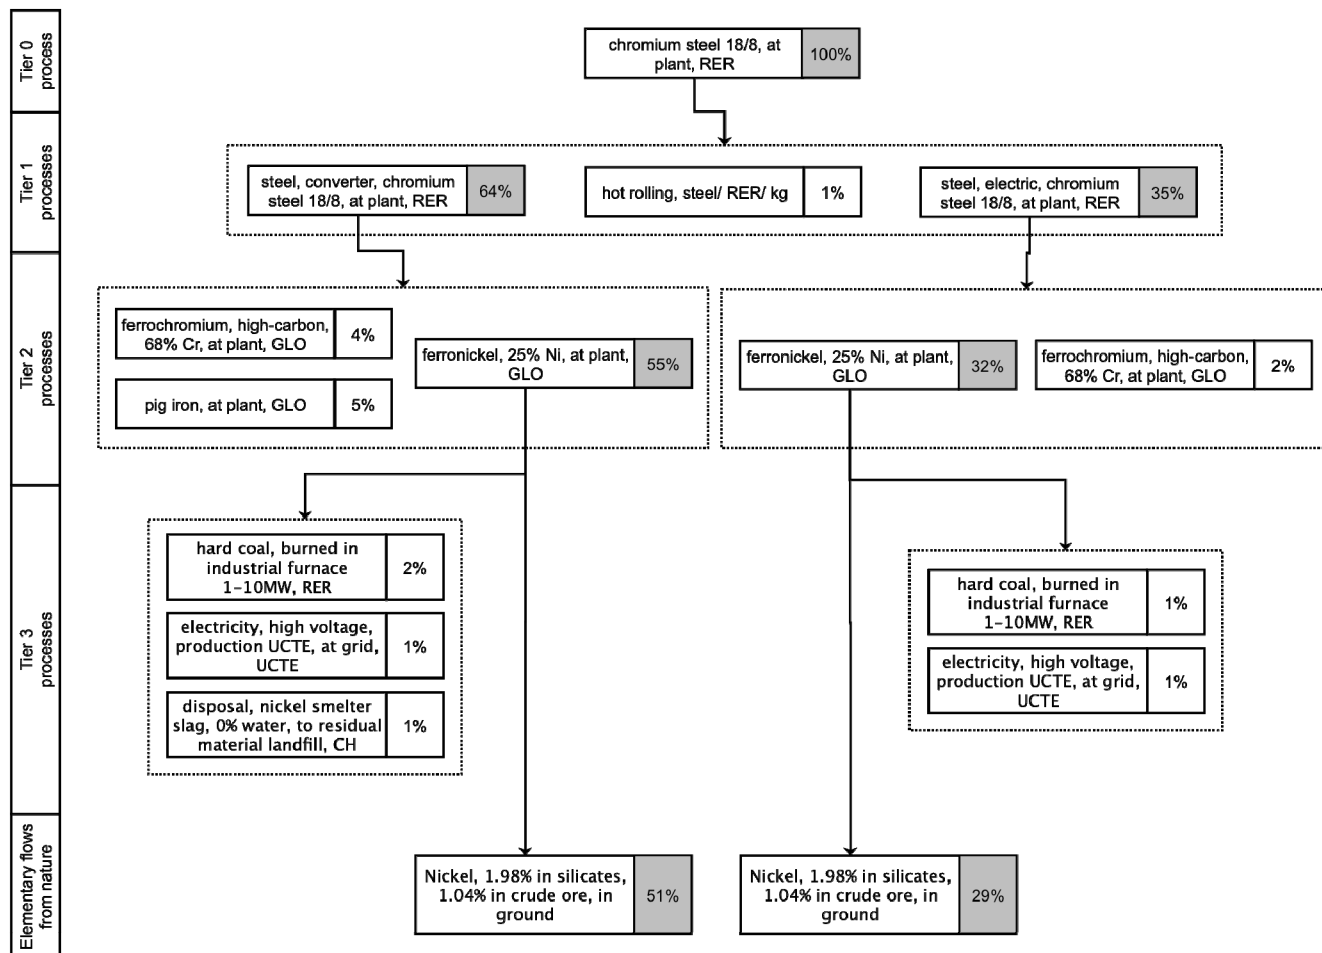 Tier 0
process
chromium steel 18/8, at
plant, RER
100%
Tier 1
processes
steel, converter, chromium
steel 18/8, at plant, RER
64%
hot rolling, steel/ RER/ kg
1%
steel, electric, chromium
steel 18/8, at plant, RER
35%
Tier 2
processes
ferrochromium, high-carbon,
68% Cr, at plant, GLO
4%
pig iron, at plant, GLO
5%
ferronickel, 25% Ni, at plant,
GLO
55%
ferronickel, 25% Ni, at plant,
GLO
32%
ferrochromium, high-carbon,
68% Cr, at plant, GLO
2%
Tier 3
processes
hard coal, burned in
industrial furnace
1-10MW, RER
2%
electricity, high voltage,
production UCTE, at grid,
UCTE
1%
disposal, nickel smelter
slag, 0% water, to residual
material landfill, CH
1%
hard coal, burned in
industrial furnace
1-10MW, RER
1%
electricity, high voltage,
production UCTE, at grid,
UCTE
1%
Elementary flows
from nature
Nickel, 1.98% in silicates,
1.04% in crude ore, in
ground
51%
Nickel, 1.98% in silicates,
1.04% in crude ore, in
ground
29%